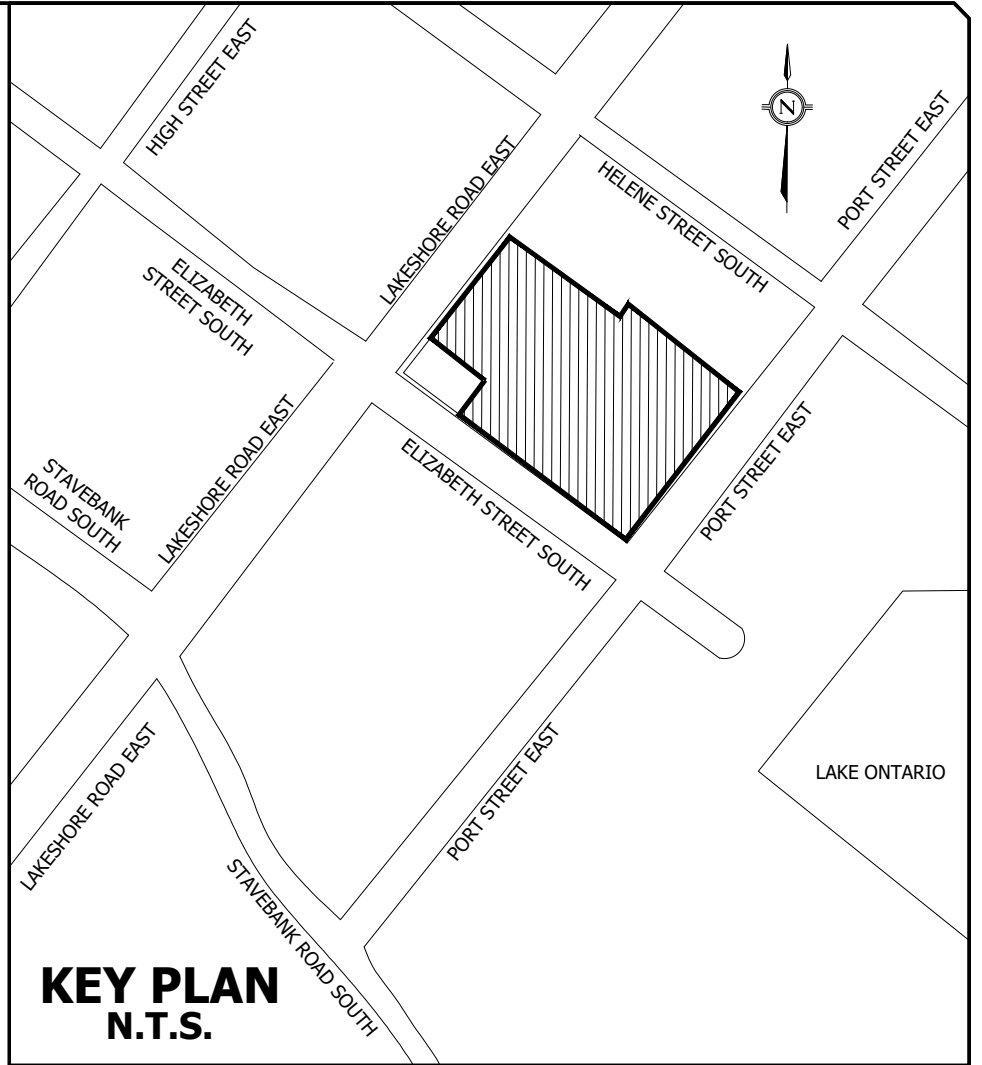 HIGH STREET EAST
N
PORT STREET EAST
LAKESHORE ROAD EAST
HELENE STREET SOUTH
ELIZABETH
STREET SOUTH
LAKESHORE ROAD EAST
STAVEBANK
ROAD SOUTH
ELIZABETH STREET SOUTH
PORT STREET EAST
LAKESHORE ROAD EAST
PORT STREET EAST
LAKE ONTARIO
STAVEBANK ROAD SOUTH
KEY PLAN
N.T.S.